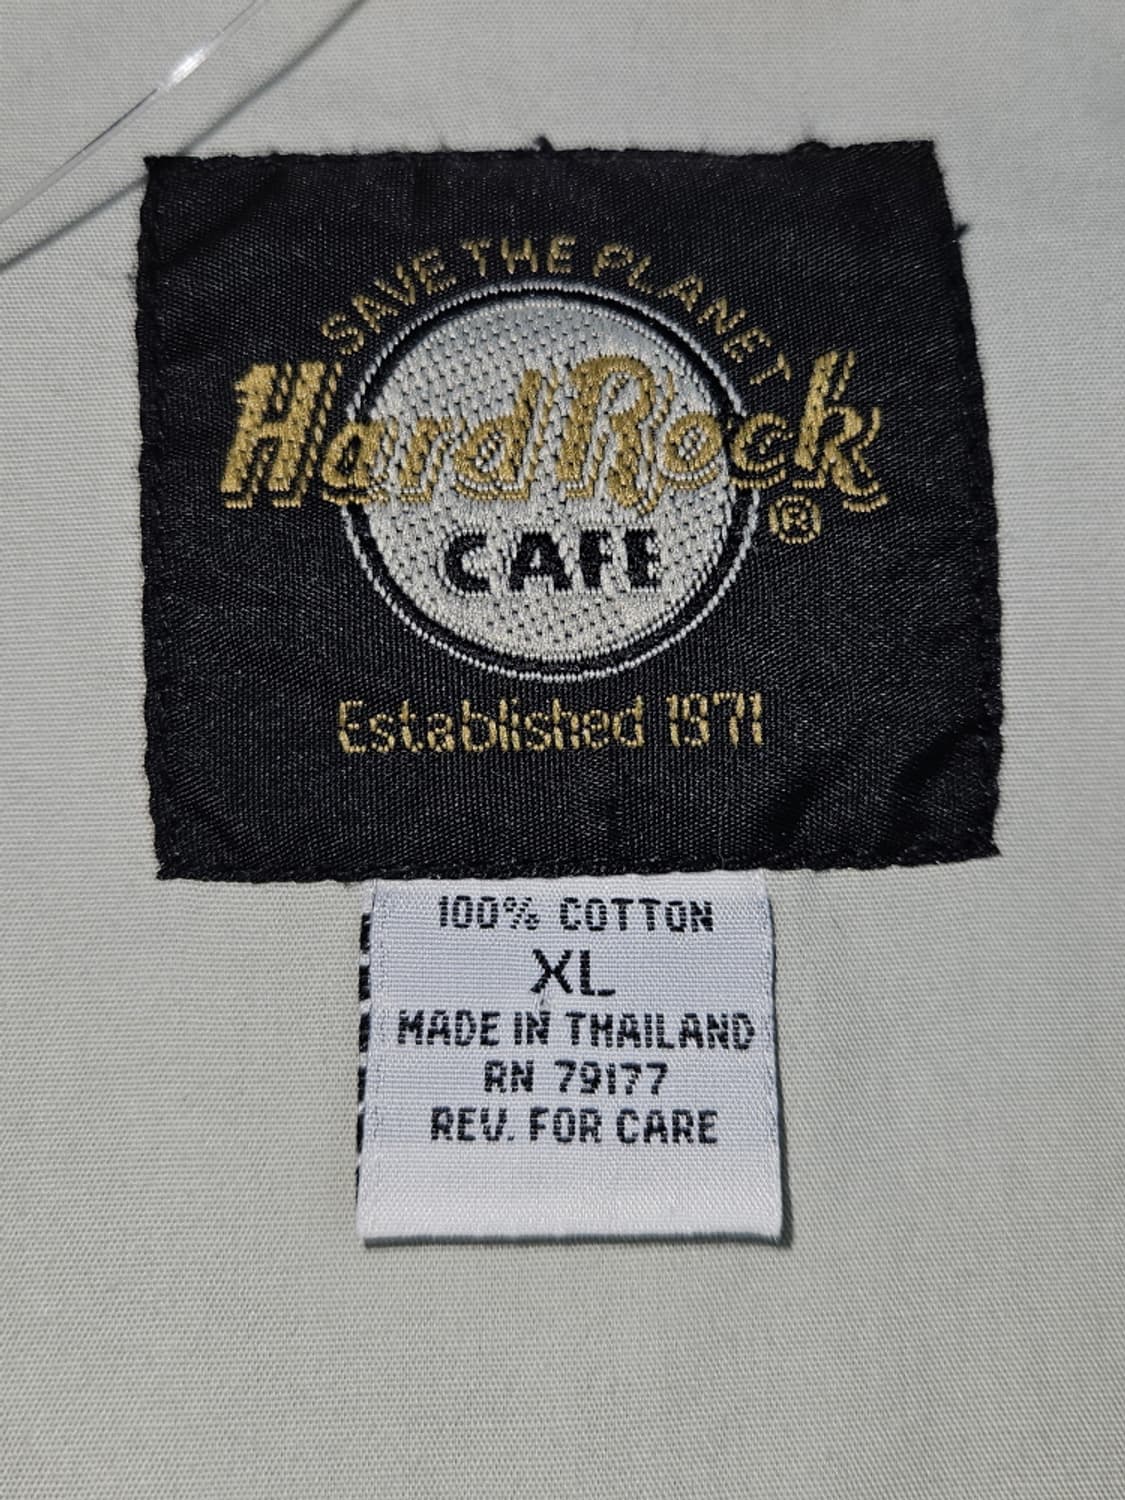 SAVE THE PLANET
Hard Rock
®
CAFE
Established 1971
100% COTTON
XL
MADE IN THAILAND
RN 79177
REV. FOR CARE